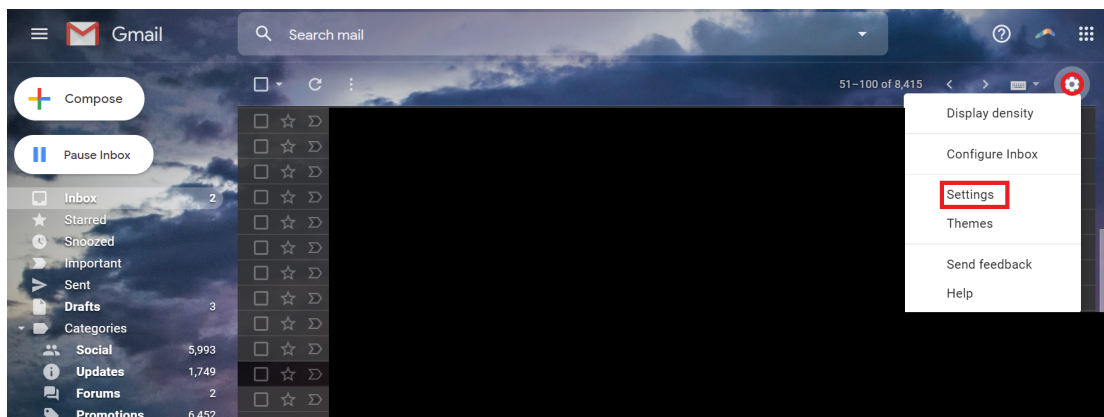 Gmail
Search mail
Compose
51–100 of 8,415
Display density
Pause Inbox
Configure Inbox
Inbox 2
Settings
Starred
Themes
Snoozed
Important
Send feedback
Sent
Help
Drafts 3
Categories
Social 5,993
Updates 1,749
Forums 2
Promotions 6,452